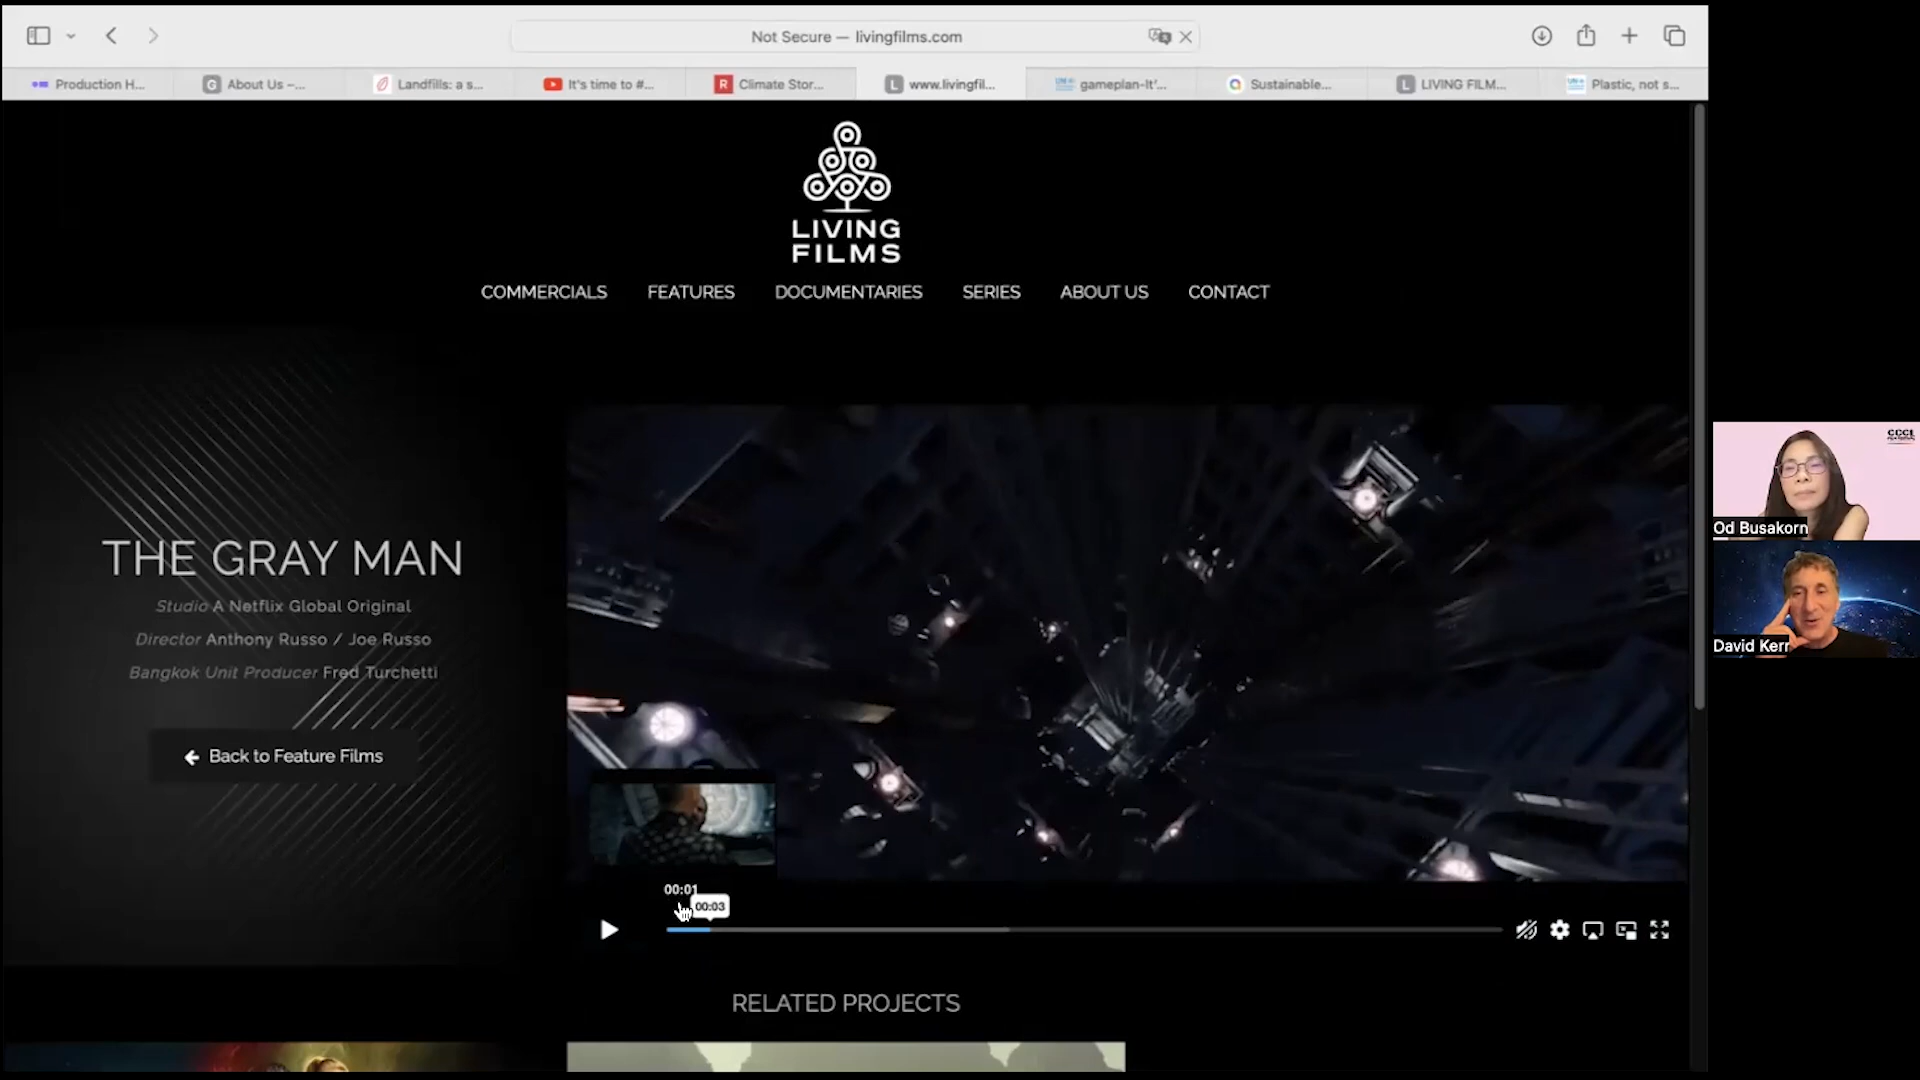 Not Secure — livingfilms.com
Production H...
About Us –...
Landfills: a s...
It's time to #...
Climate Stor...
www.livingfil...
gameplan-It'...
Sustainable...
LIVING FILM...
Plastic, not s...
LIVING
FILMS
COMMERCIALS
FEATURES
DOCUMENTARIES
SERIES
ABOUT US
CONTACT
THE GRAY MAN
Studio A Netflix Global Original
Director Anthony Russo / Joe Russo
Bangkok Unit Producer Fred Turchetti
Back to Feature Films
00:01
00:03
RELATED PROJECTS
CCCL
Od Busakorn
David Kerr